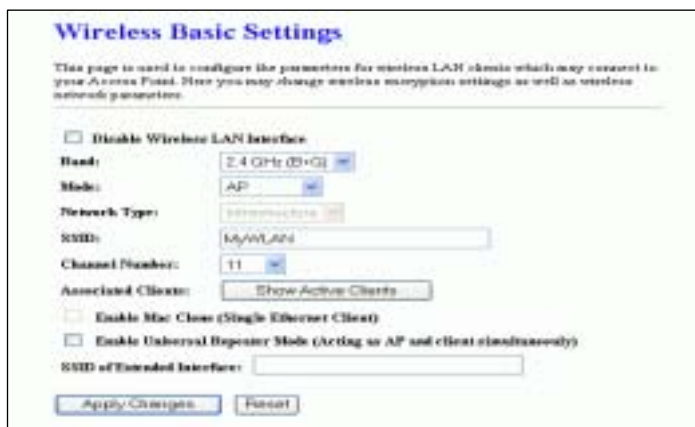 Wireless Basic Settings
This page is used to configure the parameters for wireless LAN clients which may connect to
your Access Point. Here you may change wireless encryption settings as well as wireless
network parameters.
Disable Wireless LAN Interface
Band: 2.4 GHz (B+G)
Mode: AP
Network Type: Infrastructure
SSID: MyWLAN
Channel Number: 11
Associated Clients: Show Active Clients
Enable Mac Clone (Single Ethernet Client)
Enable Universal Repeater Mode (Acting as AP and client simultaneouly)
SSID of Extended Interface:
Apply Changes Reset